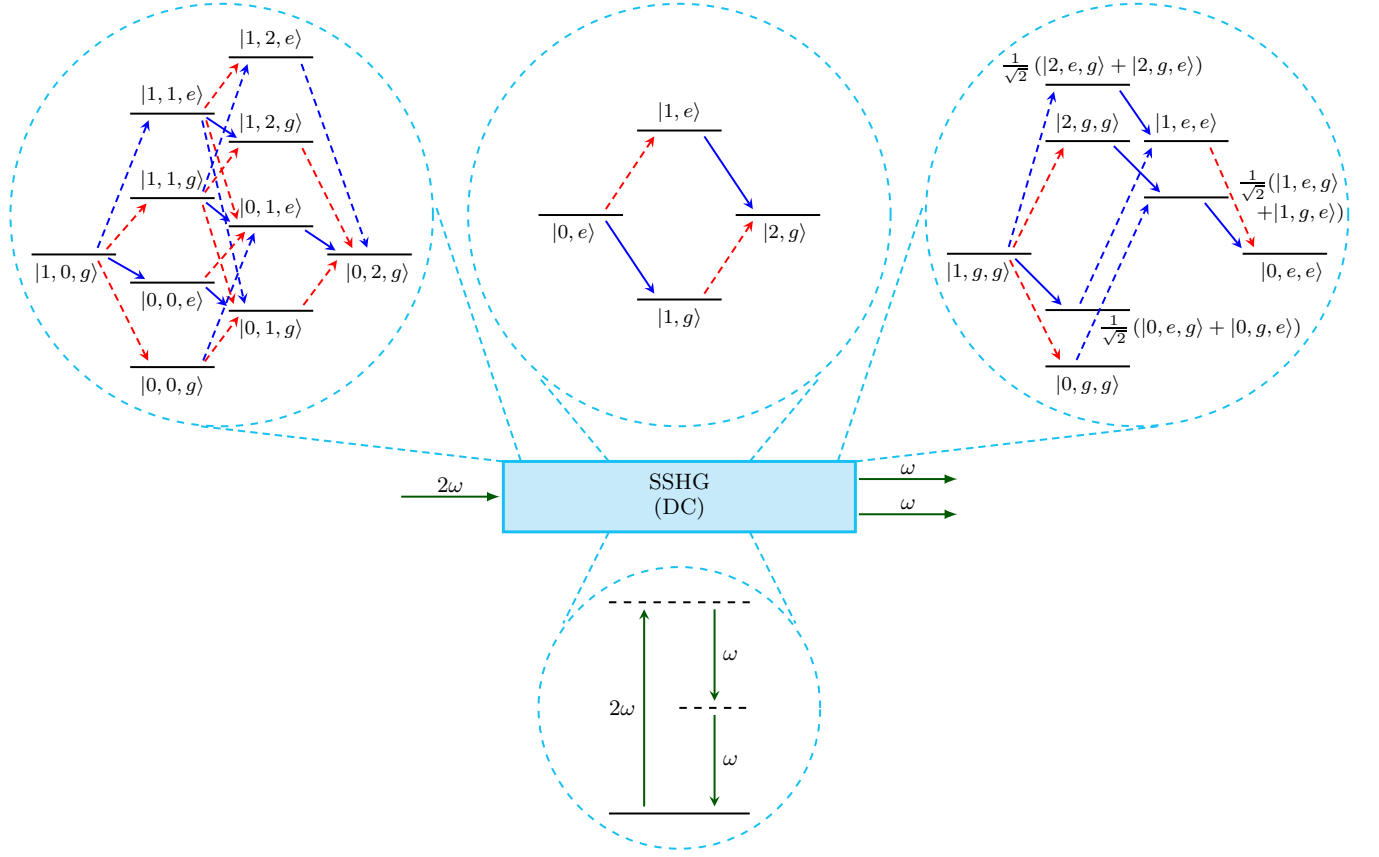 |1, 2, e⟩
|1, 1, e⟩
|1, 2, g⟩
|1, 1, g⟩
|0, 1, e⟩
|1, 0, g⟩
|0, 2, g⟩
|0, 0, e⟩
|0, 1, g⟩
|0, 0, g⟩
|1, e⟩
|0, e⟩
|2, g⟩
|1, g⟩
1/√2 (|2, e, g⟩ + |2, g, e⟩)
|2, g, g⟩
|1, e, e⟩
1/√2 (|1, e, g⟩
+|1, g, e⟩)
|1, g, g⟩
|0, e, e⟩
1/√2 (|0, e, g⟩ + |0, g, e⟩)
|0, g, g⟩
2ω
SSHG
(DC)
ω
ω
ω
2ω
ω